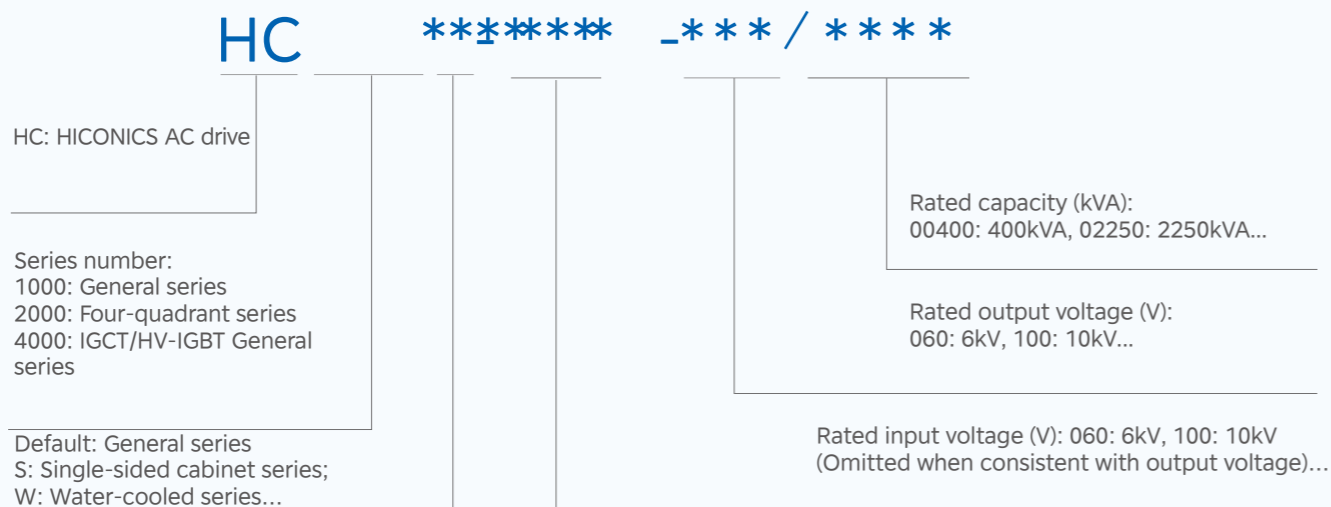 HC ******* _***/****
HC: HICONICS AC drive
Series number:
1000: General series
2000: Four-quadrant series
4000: IGCT/HV-IGBT General
series
Default: General series
S: Single-sided cabinet series;
W: Water-cooled series...
Rated capacity (kVA):
00400: 400kVA, 02250: 2250kVA...
Rated output voltage (V):
060: 6kV, 100: 10kV...
Rated input voltage (V): 060: 6kV, 100: 10kV
(Omitted when consistent with output voltage)...